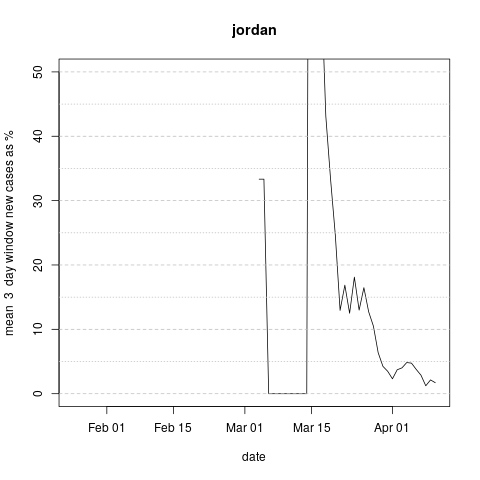 jordan
mean  3  day window new cases as %
50
40
30
20
10
0
Feb 01
Feb 15
Mar 01
Mar 15
Apr 01
date